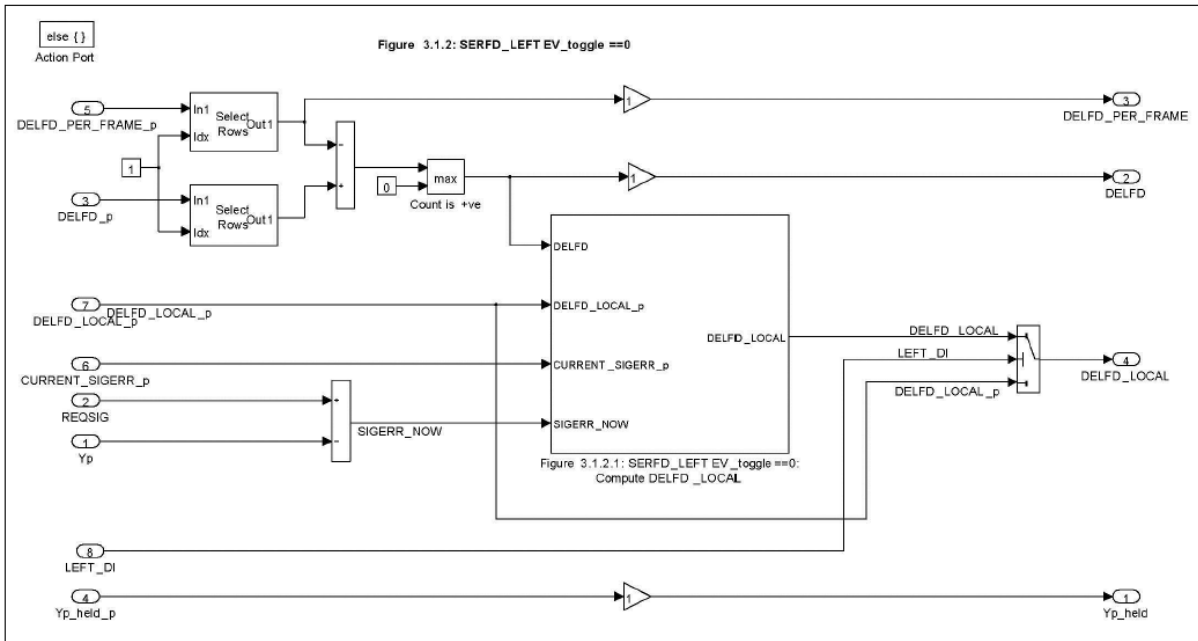 else { }
Action Port
Figure 3.1.2: SERFD_LEFT EV_toggle ==0
5
DELFD_PER_FRAME_p
In1
Idx
Select
Rows
Out1
1
3
DELFD_PER_FRAME
1
3
DELFD_p
In1
Idx
Select
Rows
Out1
-
+
0
max
Count is +ve
1
2
DELFD
DELFD
DELFD_LOCAL_p
CURRENT_SIGERR_p
SIGERR_NOW
DELFD_LOCAL
Figure 3.1.2.1: SERFD_LEFT EV_toggle ==0:
Compute DELFD_LOCAL
7
DELFD_LOCAL_p
DELFD_LOCAL_p
6
CURRENT_SIGERR_p
2
REQSIG
1
Yp
+
-
SIGERR_NOW
DELFD_LOCAL
LEFT_DI
DELFD_LOCAL_p
4
DELFD_LOCAL
8
LEFT_DI
4
Yp_held_p
1
1
Yp_held